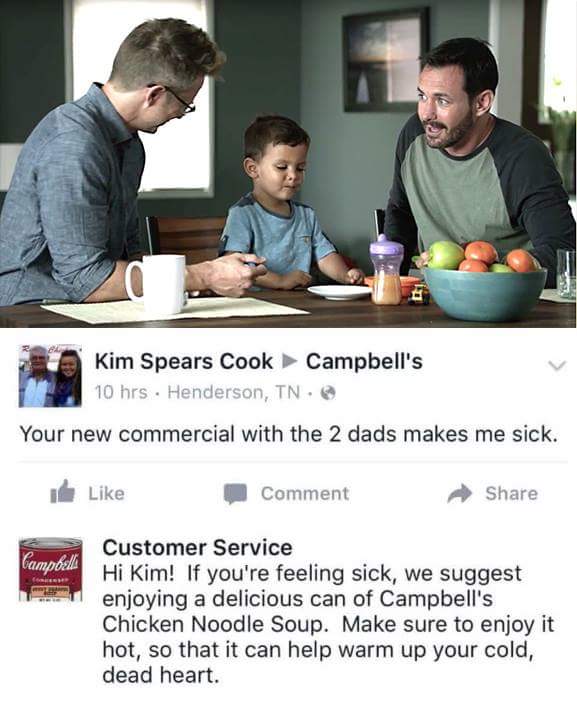 Kim Spears Cook ▶ Campbell's
10 hrs · Henderson, TN ·
Your new commercial with the 2 dads makes me sick.
Like Comment Share
Customer Service
Campbell's
CONDENSED
SOUP
Hi Kim! If you're feeling sick, we suggest
enjoying a delicious can of Campbell's
Chicken Noodle Soup. Make sure to enjoy it
hot, so that it can help warm up your cold,
dead heart.